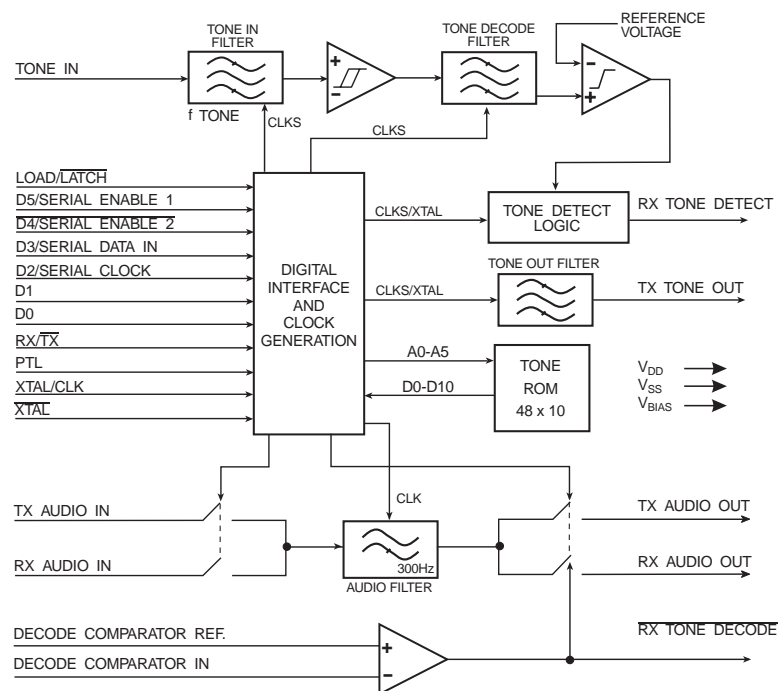 TONE IN
FILTER
TONE DECODE
FILTER
REFERENCE
VOLTAGE
TONE IN
+
−
−
+
f TONE
CLKS
CLKS
LOAD/LATCH
D5/SERIAL ENABLE 1
D4/SERIAL ENABLE 2
D3/SERIAL DATA IN
D2/SERIAL CLOCK
D1
D0
RX/TX
PTL
XTAL/CLK
XTAL
DIGITAL
INTERFACE
AND
CLOCK
GENERATION
CLKS/XTAL
TONE DETECT
LOGIC
RX TONE DETECT
TONE OUT FILTER
CLKS/XTAL
TX TONE OUT
A0-A5
D0-D10
TONE
ROM
48 x 10
VDD
VSS
VBIAS
CLK
TX AUDIO IN
RX AUDIO IN
300Hz
AUDIO FILTER
TX AUDIO OUT
RX AUDIO OUT
DECODE COMPARATOR REF.
DECODE COMPARATOR IN
+
−
RX TONE DECODE